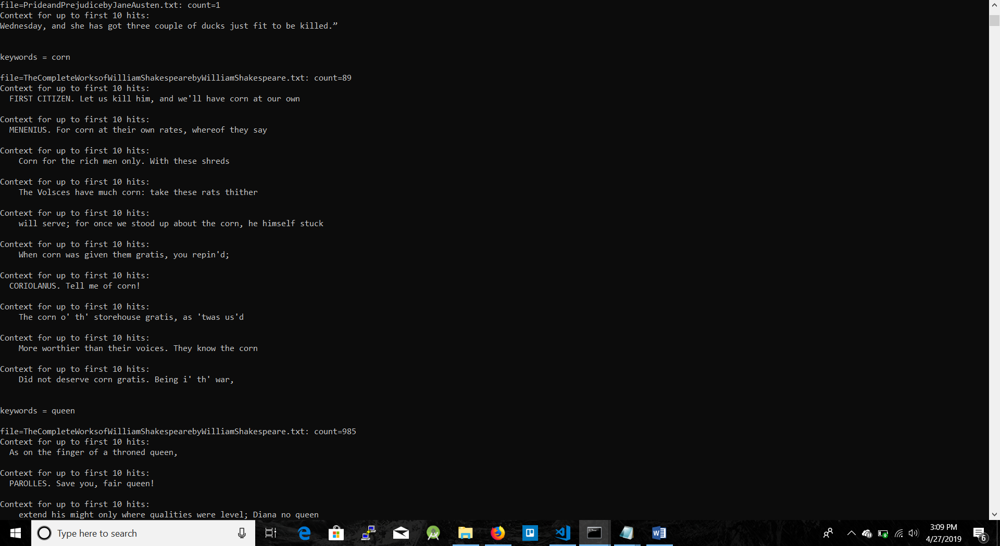 file=PrideandPrejudicebyJaneAusten.txt: count=1
Context for up to first 10 hits:
Wednesday, and she has got three couple of ducks just fit to be killed.”
keywords = corn
file=TheCompleteWorksofWilliamShakespearebyWilliamShakespeare.txt: count=89
Context for up to first 10 hits:
FIRST CITIZEN. Let us kill him, and we'll have corn at our own
Context for up to first 10 hits:
MENENIUS. For corn at their own rates, whereof they say
Context for up to first 10 hits:
Corn for the rich men only. With these shreds
Context for up to first 10 hits:
The Volsces have much corn: take these rats thither
Context for up to first 10 hits:
will serve; for once we stood up about the corn, he himself stuck
Context for up to first 10 hits:
When corn was given them gratis, you repin'd;
Context for up to first 10 hits:
CORIOLANUS. Tell me of corn!
Context for up to first 10 hits:
The corn o' th' storehouse gratis, as 'twas us'd
Context for up to first 10 hits:
More worthier than their voices. They know the corn
Context for up to first 10 hits:
Did not deserve corn gratis. Being i' th' war,
keywords = queen
file=TheCompleteWorksofWilliamShakespearebyWilliamShakespeare.txt: count=985
Context for up to first 10 hits:
As on the finger of a throned queen,
Context for up to first 10 hits:
PAROLLES. Save you, fair queen!
Context for up to first 10 hits:
extend his might only where qualities were level; Diana no queen
Type here to search
3:09 PM
4/27/2019
6